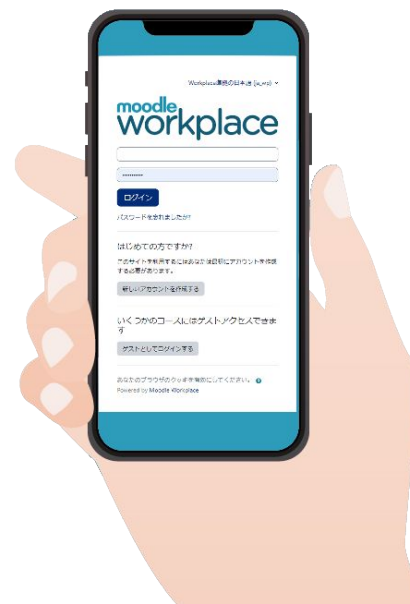 Workplace業務の日本語 (ja_wp)
moodle
workplace
ログイン
パスワードを忘れましたか?
はじめての方ですか?
このサイトを利用するにはあなたは最初にアカウントを作成
する必要があります。
新しいアカウントを作成する
いくつかのコースにはゲストアクセスできま
す
ゲストとしてログインする
あなたのブラウザのクッキーを有効にしてください。
Powered by Moodle Workplace